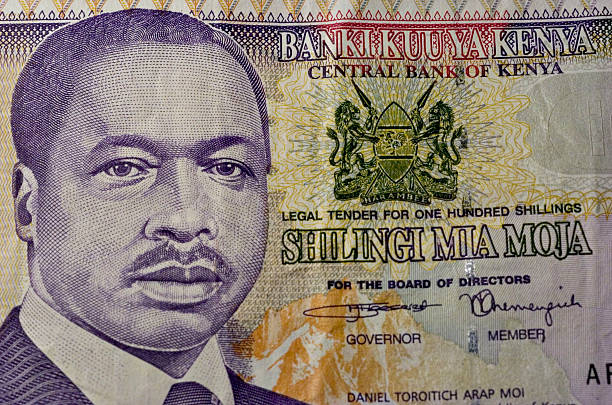 BANKI KUU YA KENYA
CENTRAL BANK OF KENYA
HARAMBEE
LEGAL TENDER FOR ONE HUNDRED SHILLINGS
SHILINGI MIA MOJA
FOR THE BOARD OF DIRECTORS
GOVERNOR MEMBER
DANIEL TOROITICH ARAP MOI